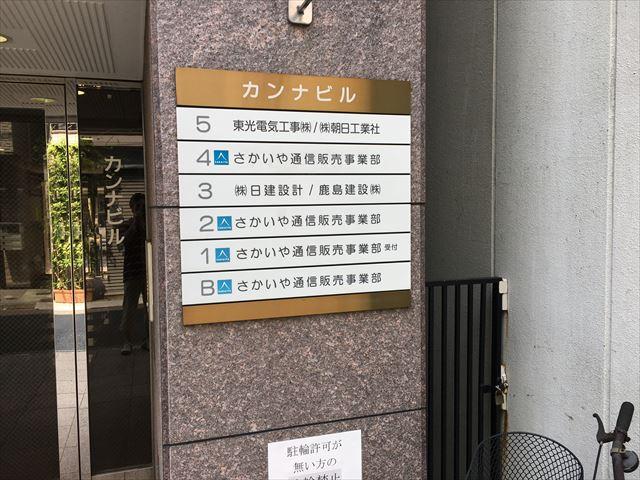 カンナビル
5 東光電気工事㈱/㈱朝日工業社
4 さかいや通信販売事業部
3 ㈱日建設計 / 鹿島建設㈱
2 さかいや通信販売事業部
1 さかいや通信販売事業部 受付
B さかいや通信販売事業部
カンナビル
駐輪許可が
無い方の
駐輪禁止